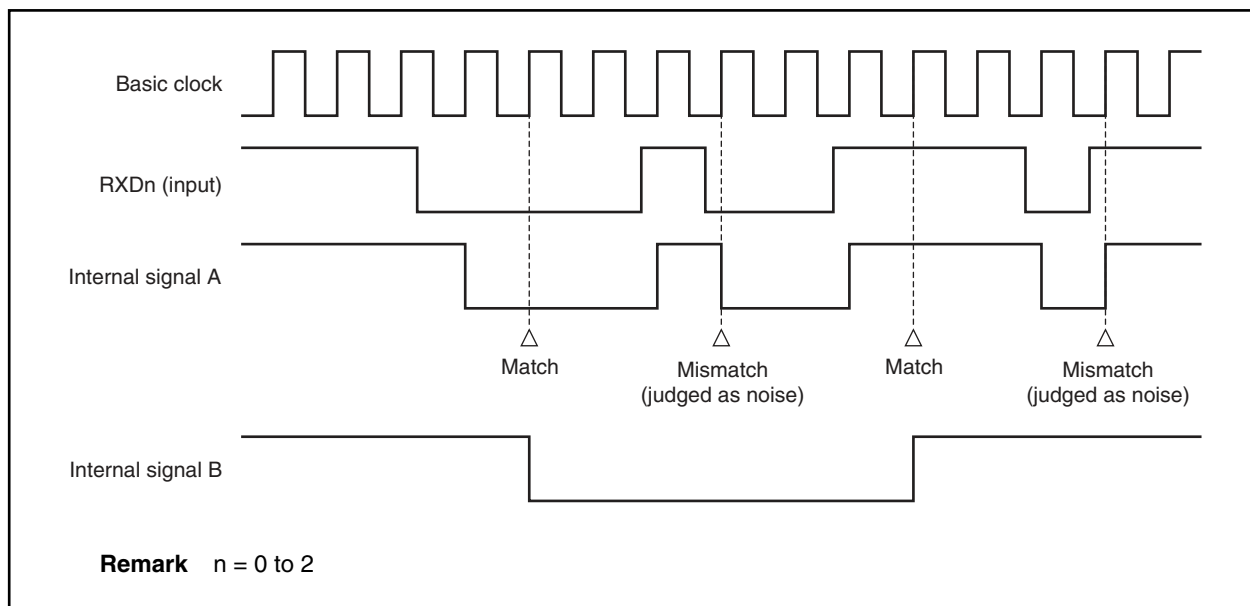 Basic clock
RXDn (input)
Internal signal A
Match
Mismatch
(judged as noise)
Match
Mismatch
(judged as noise)
Internal signal B
Remark n = 0 to 2